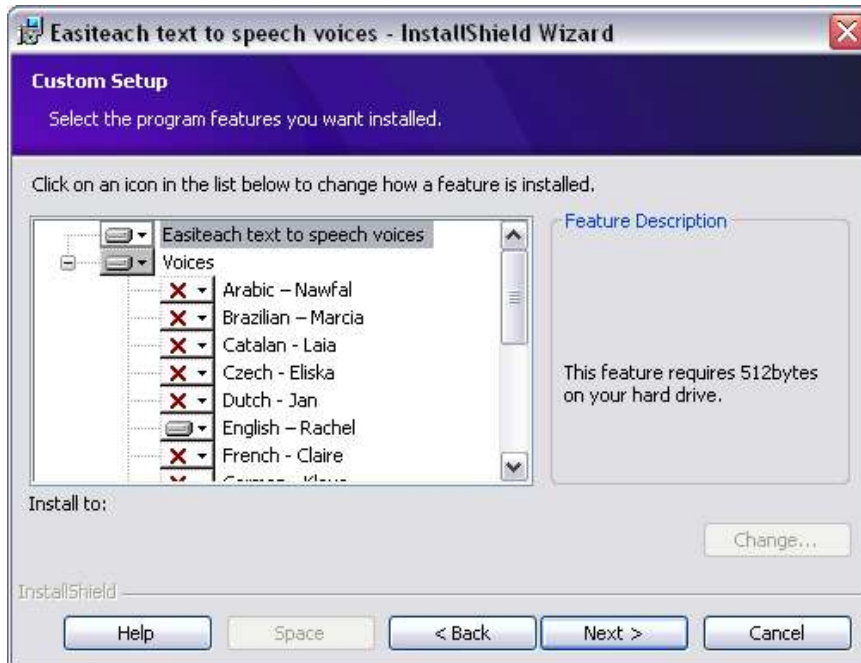 Easiteach text to speech voices - InstallShield Wizard
Custom Setup
Select the program features you want installed.
Click on an icon in the list below to change how a feature is installed.
Easiteach text to speech voices
Voices
Arabic – Nawfal
Brazilian – Marcia
Catalan - Laia
Czech - Eliska
Dutch - Jan
English – Rachel
French - Claire
Feature Description
This feature requires 512bytes
on your hard drive.
Install to:
Change...
InstallShield
Help
Space
< Back
Next >
Cancel